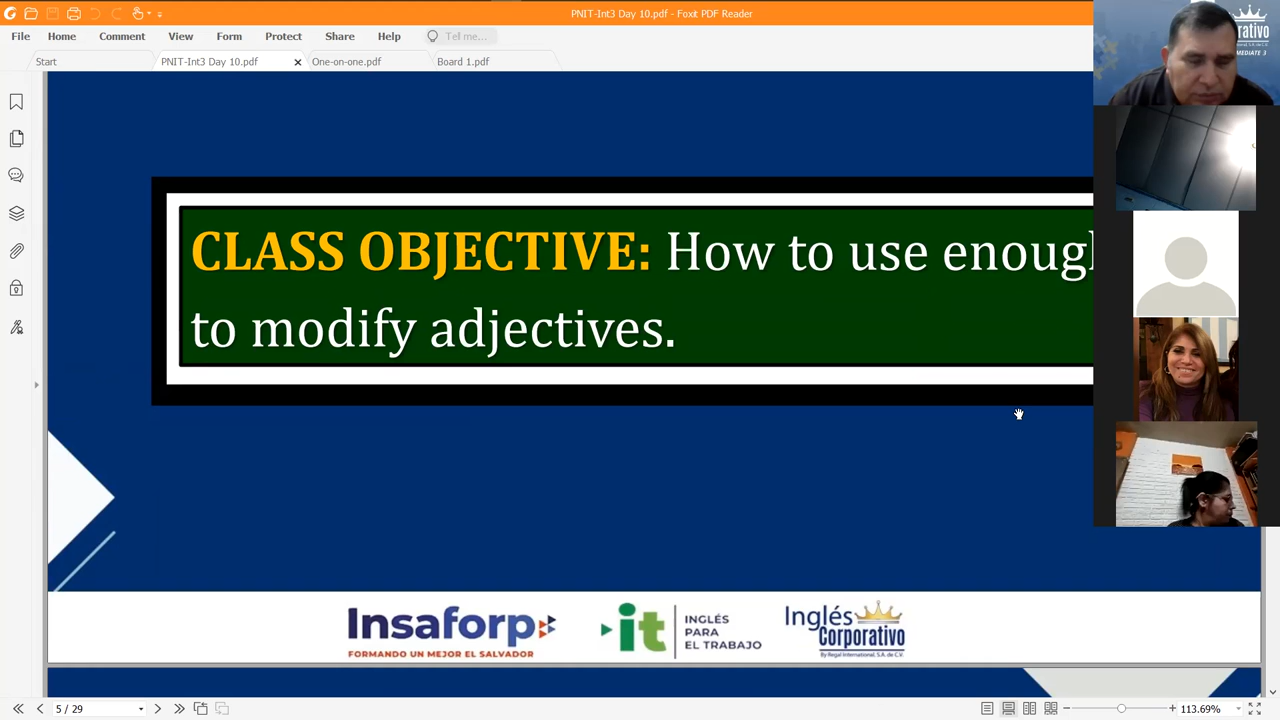 PNIT-Int3 Day 10.pdf - Foxit PDF Reader
File Home Comment View Form Protect Share Help Tell me...
Start PNIT-Int3 Day 10.pdf One-on-one.pdf Board 1.pdf
CLASS OBJECTIVE: How to use enough
to modify adjectives.
Insaforp
FORMANDO UN MEJOR EL SALVADOR
it
INGLÉS
PARA
EL TRABAJO
Inglés
Corporativo
By Regal International, S.A. de C.V.
5 / 29
113.69%